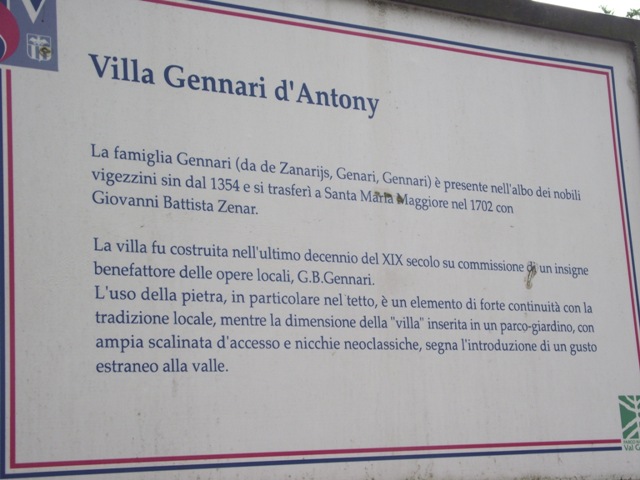 V
Villa Gennari d'Antony
La famiglia Gennari (da de Zanarijs, Genari, Gennari) è presente nell'albo dei nobili
vigezzini sin dal 1354 e si trasferì a Santa Maria Maggiore nel 1702 con
Giovanni Battista Zenar.
La villa fu costruita nell'ultimo decennio del XIX secolo su commissione di un insigne
benefattore delle opere locali, G.B.Gennari.
L'uso della pietra, in particolare nel tetto, è un elemento di forte continuità con la
tradizione locale, mentre la dimensione della "villa" inserita in un parco-giardino, con
ampia scalinata d'accesso e nicchie neoclassiche, segna l'introduzione di un gusto
estraneo alla valle.